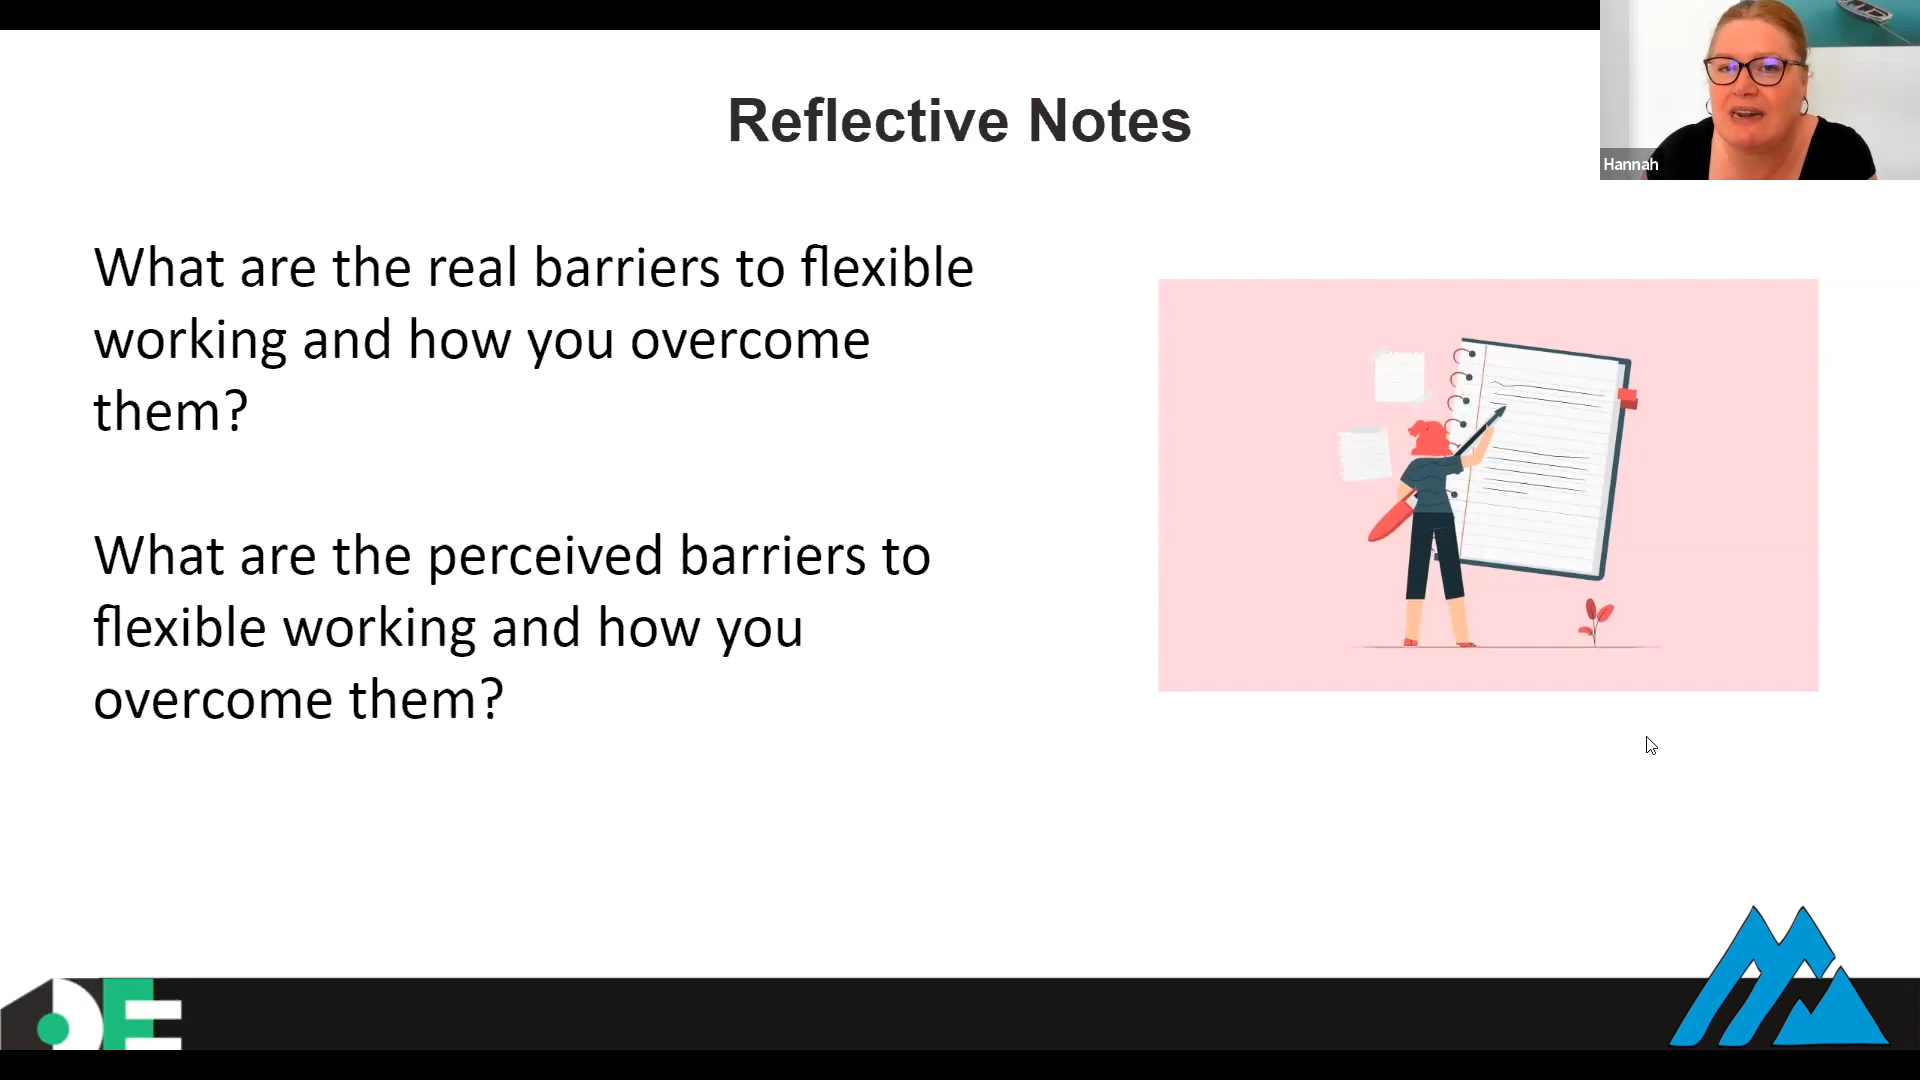 Reflective Notes
Hannah
What are the real barriers to flexible
working and how you overcome
them?
What are the perceived barriers to
flexible working and how you
overcome them?